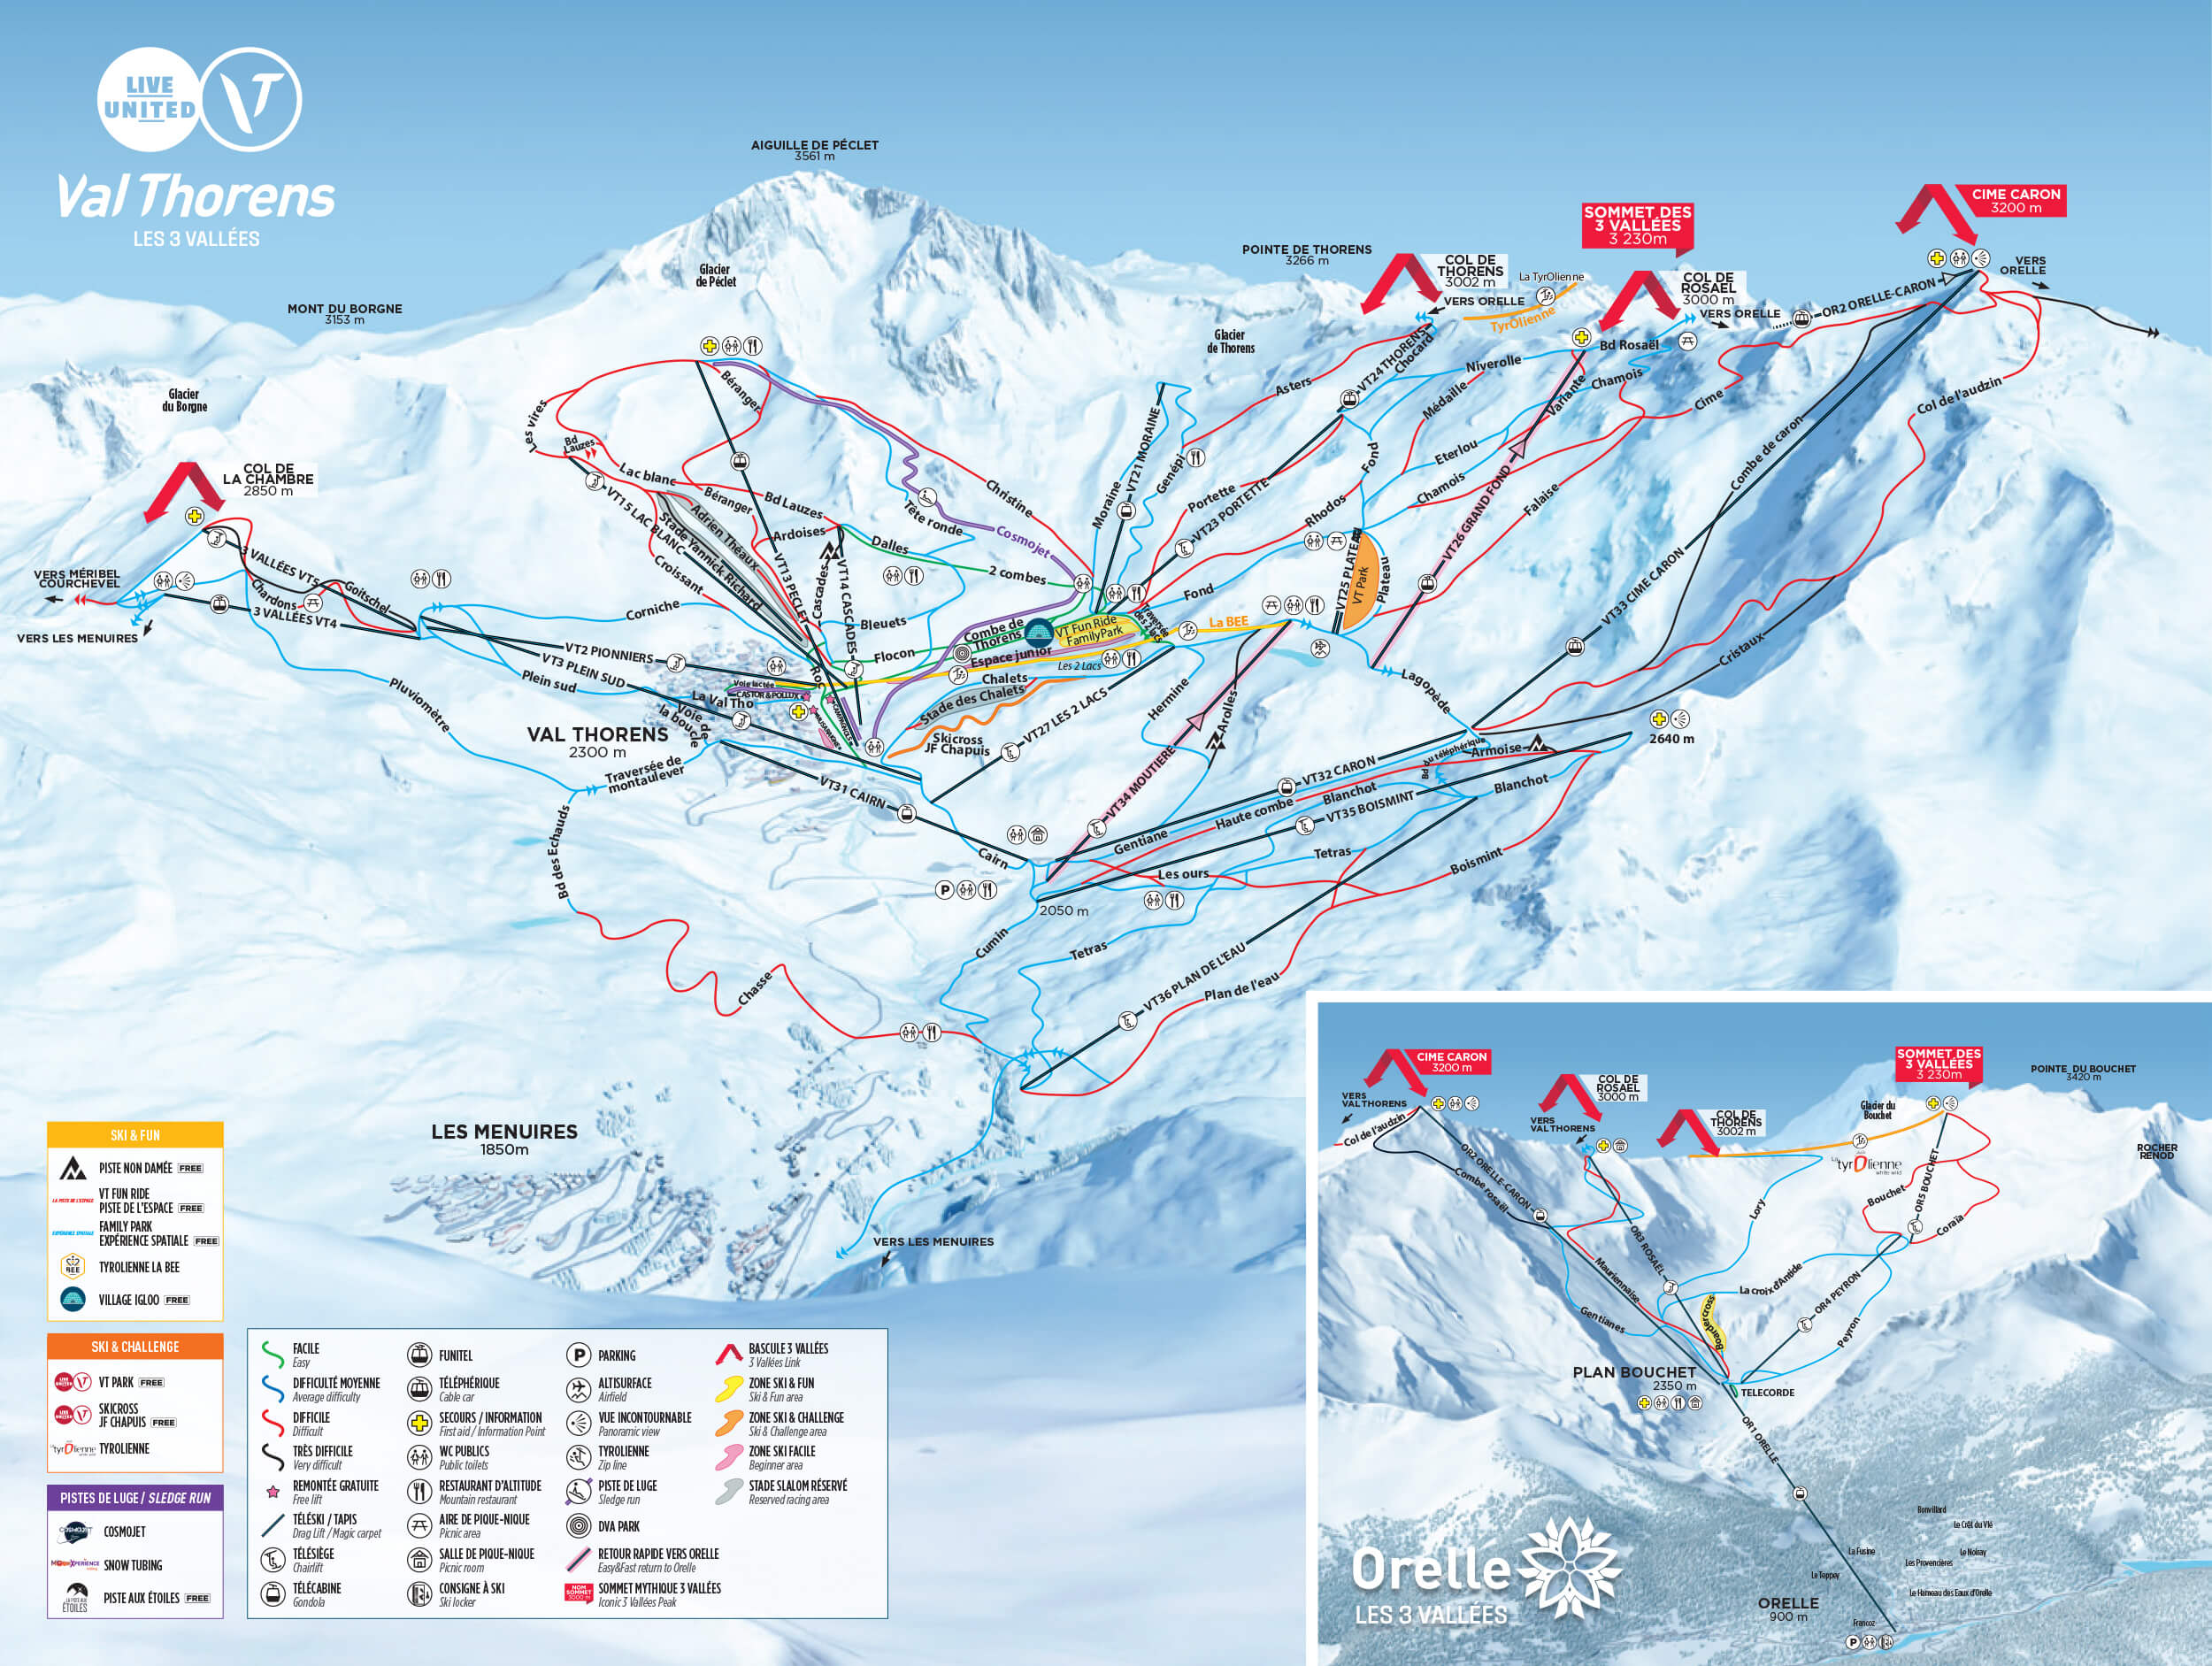 LIVE
UNITED
VT
Val Thorens
LES 3 VALLÉES
AIGUILLE DE PÉCLET
3561 m
MONT DU BORGNE
3153 m
Glacier
de Péclet
Glacier
du Borgne
POINTE DE THORENS
3266 m
Glacier
de Thorens
COL DE
THORENS
3002 m
VERS ORELLE
La TyrOlienne
TyrOlienne
SOMMET DES
3 VALLÉES
3 230m
COL DE
ROSAËL
3000 m
VERS ORELLE
CIME CARON
3200 m
VERS
ORELLE
OR2 ORELLE-CARON
COL DE
LA CHAMBRE
2850 m
VERS MÉRIBEL
COURCHEVEL
VERS LES MENUIRES
3 VALLÉES VT5
3 VALLÉES VT4
Chardons
Goitschel
Pluviomètre
Corniche
VT2 PIONNIERS
VT3 PLEIN SUD
Plein sud
Les vires
Bd
Lauzes
Lac blanc
VT15 LAC BLANC
Béranger
Béranger
Bd Lauzes
Adrien Théaux
Stade Yannick Richard
Croissant
Ardoises
VT13 PECLET
Cascades
VT14 CASCADES
Dalles
2 combes
Tête ronde
Cosmojet
Christine
Bleuets
Flocon
Roc
Combe de
Thorens
VT Fun Ride
FamilyPark
Espace junior
Les 2 Lacs
Traversée
des 2 lacs
La BEE
Chalets
Stade des Chalets
Skicross
JF Chapuis
VT27 LES 2 LACS
Voie lactée
CASTOR & POLLUX
La Val Tho
Voie de
la boucle
VAL THORENS
2300 m
Traversée de
montaulever
VT31 CAIRN
Cairn
Moraine
VT21 MORAINE
Genépi
Portette
VT23 PORTETTE
Asters
VT24 THORENS
Chocard
Rhodos
Fond
Fond
Niverolle
Médaille
Eterlou
Chamois
Chamois
Variante
Bd Rosaël
VT26 GRAND FOND
Falaise
Cime
VT25 PLATEAU
VT Park
Plateau
Combe de caron
Col de l'audzin
VT33 CIME CARON
Cristaux
Lagopède
Hermine
Arolles
VT34 MOUTIERE
VT32 CARON
Gentiane
Haute combe
Blanchot
VT35 BOISMINT
Bd du téléphérique
Armoise
Blanchot
2640 m
Tetras
Les ours
Boismint
2050 m
Cumin
Tetras
VT36 PLAN DE L'EAU
Plan de l'eau
Bd des Echauds
Chasse
LES MENUIRES
1850m
VERS LES MENUIRES
SKI & FUN
PISTE NON DAMÉE FREE
VT FUN RIDE
PISTE DE L'ESPACE FREE
FAMILY PARK
EXPÉRIENCE SPATIALE FREE
BEE
TYROLIENNE LA BEE
VILLAGE IGLOO FREE
SKI & CHALLENGE
VT PARK FREE
SKICROSS
JF CHAPUIS FREE
tyrOlienne TYROLIENNE
PISTES DE LUGE / SLEDGE RUN
COSMOJET
SNOW TUBING
PISTE AUX ÉTOILES FREE
FACILE
Easy
DIFFICULTÉ MOYENNE
Average difficulty
DIFFICILE
Difficult
TRÈS DIFFICILE
Very difficult
REMONTÉE GRATUITE
Free lift
TÉLÉSKI / TAPIS
Drag Lift / Magic carpet
TÉLÉSIÈGE
Chairlift
TÉLÉCABINE
Gondola
FUNITEL
TÉLÉPHÉRIQUE
Cable car
SECOURS / INFORMATION
First aid / Information Point
WC PUBLICS
Public toilets
RESTAURANT D'ALTITUDE
Mountain restaurant
AIRE DE PIQUE-NIQUE
Picnic area
SALLE DE PIQUE-NIQUE
Picnic room
CONSIGNE À SKI
Ski locker
P PARKING
ALTISURFACE
Airfield
VUE INCONTOURNABLE
Panoramic view
TYROLIENNE
Zip line
PISTE DE LUGE
Sledge run
DVA PARK
RETOUR RAPIDE VERS ORELLE
Easy&Fast return to Orelle
NOM
SOMMET
3000 m
SOMMET MYTHIQUE 3 VALLÉES
Iconic 3 Vallées Peak
BASCULE 3 VALLÉES
3 Vallées Link
ZONE SKI & FUN
Ski & Fun area
ZONE SKI & CHALLENGE
Ski & Challenge area
ZONE SKI FACILE
Beginner area
STADE SLALOM RÉSERVÉ
Reserved racing area
CIME CARON
3200 m
VERS
VAL THORENS
Col de l'audzin
COL DE
ROSAËL
3000 m
VERS
VAL THORENS
COL DE
THORENS
3002 m
SOMMET DES
3 VALLÉES
3 230m
Glacier du
Bouchet
POINTE DU BOUCHET
3420 m
ROCHER
RENOD
tyrOlienne
OR2 ORELLE-CARON
Combe rosaël
OR3 ROSAËL
Mauriennaise
Gentianes
Lory
Bouchet
OR5 BOUCHET
Coraïa
La croix d'Antide
OR4 PEYRON
Peyron
Boardercross
PLAN BOUCHET
2350 m
TELECORDE
OR1 ORELLE
Bonvillard
Le Crêt du Vié
La Fusine
Le Noiray
Les Provencières
Le Teppey
Le Hameau des Eaux d'Orelle
ORELLE
900 m
Francoz
P
Orelle
LES 3 VALLÉES